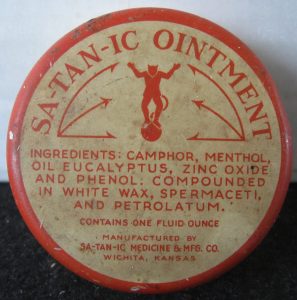 SA-TAN-IC OINTMENT
INGREDIENTS: CAMPHOR, MENTHOL,
OIL EUCALYPTUS, ZINC OXIDE
AND PHENOL. COMPOUNDED
IN WHITE WAX, SPERMACETI,
AND PETROLATUM.
CONTAINS ONE FLUID OUNCE
MANUFACTURED BY
SA-TAN-IC MEDICINE & MFG. CO.
WICHITA, KANSAS